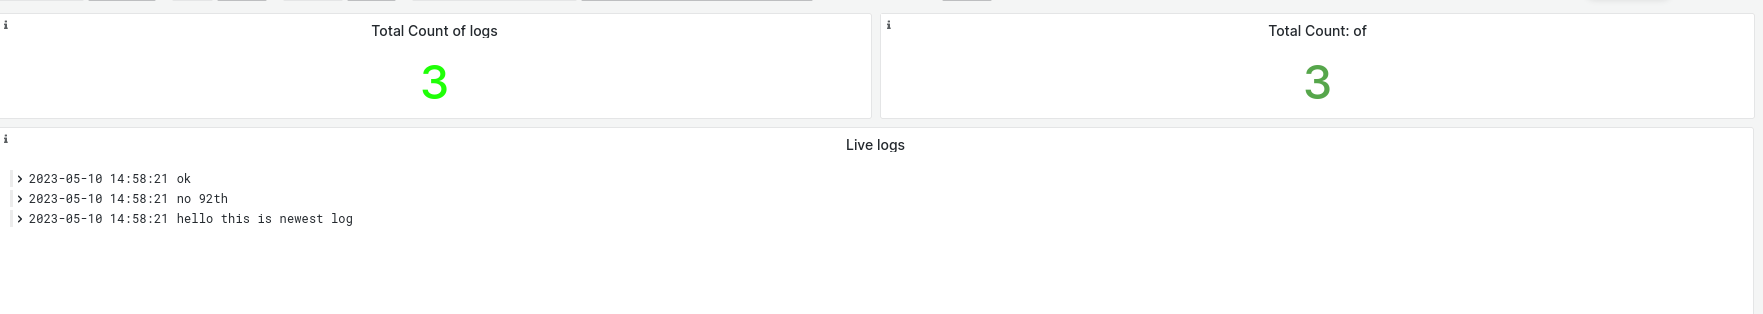 Total Count of logs
3
Total Count: of
3
Live logs
2023-05-10 14:58:21 ok
2023-05-10 14:58:21 no 92th
2023-05-10 14:58:21 hello this is newest log